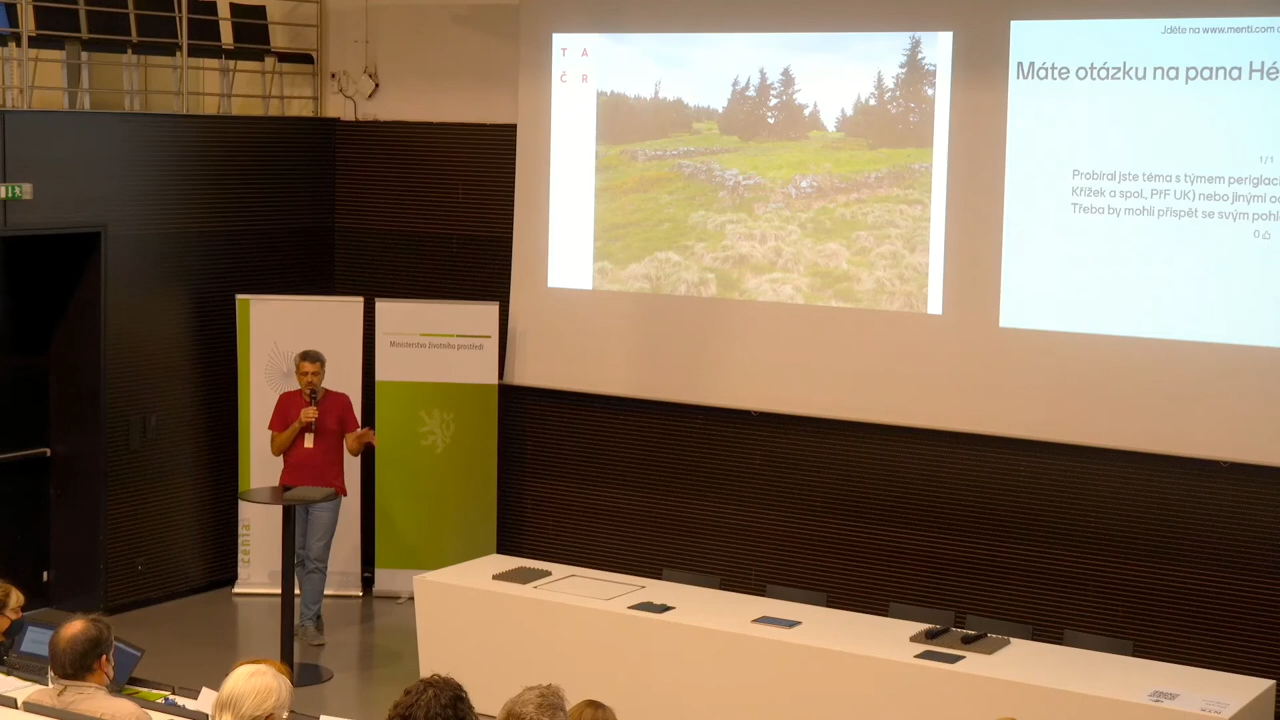 T A
Č R
Jděte na www.menti.com
Máte otázku na pana Hé
1/1
Probíral jste téma s týmem periglaci
Křížek a spol., PřF UK) nebo jinými o
Třeba by mohli přispět se svým pohl
0
Ministerstvo životního prostředí
cenia